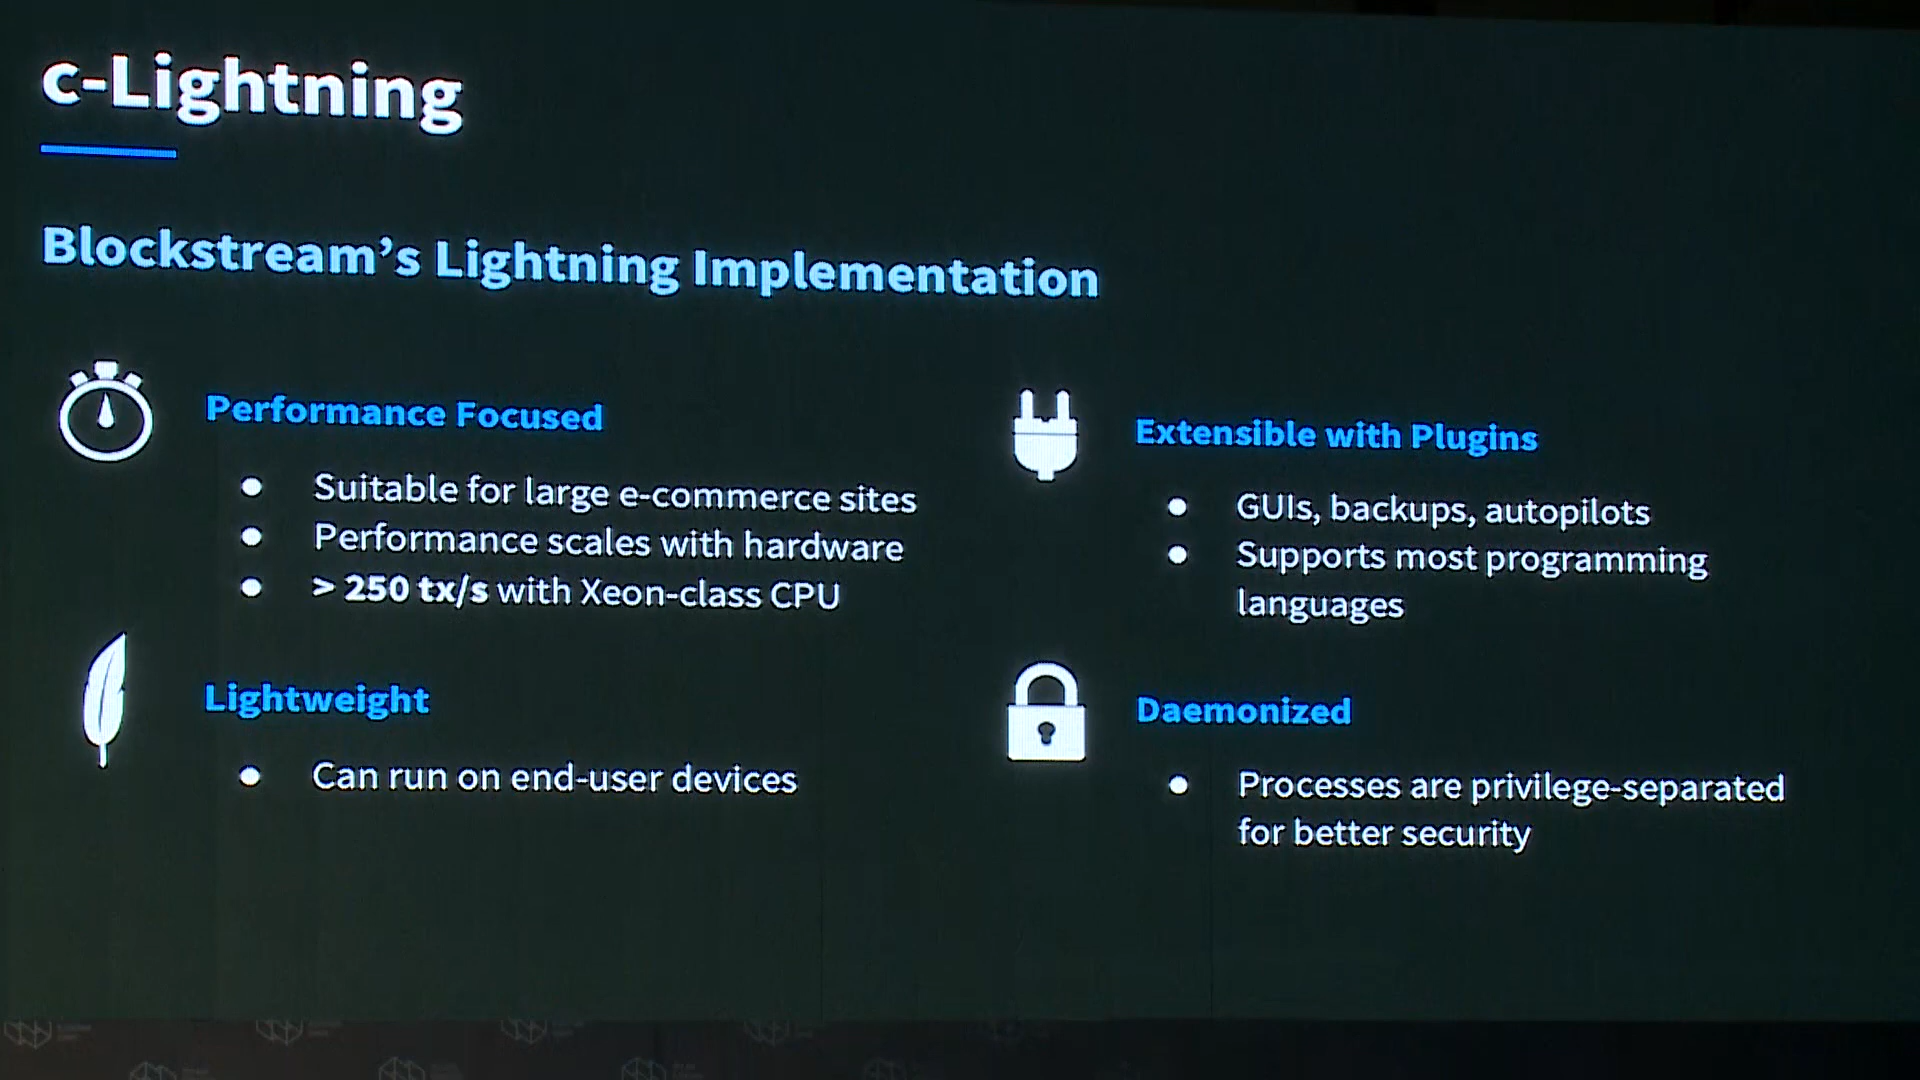 c-Lightning
Blockstream’s Lightning Implementation
Performance Focused
● Suitable for large e-commerce sites
● Performance scales with hardware
● > 250 tx/s with Xeon-class CPU
Lightweight
● Can run on end-user devices
Extensible with Plugins
● GUIs, backups, autopilots
● Supports most programming
languages
Daemonized
● Processes are privilege-separated
for better security